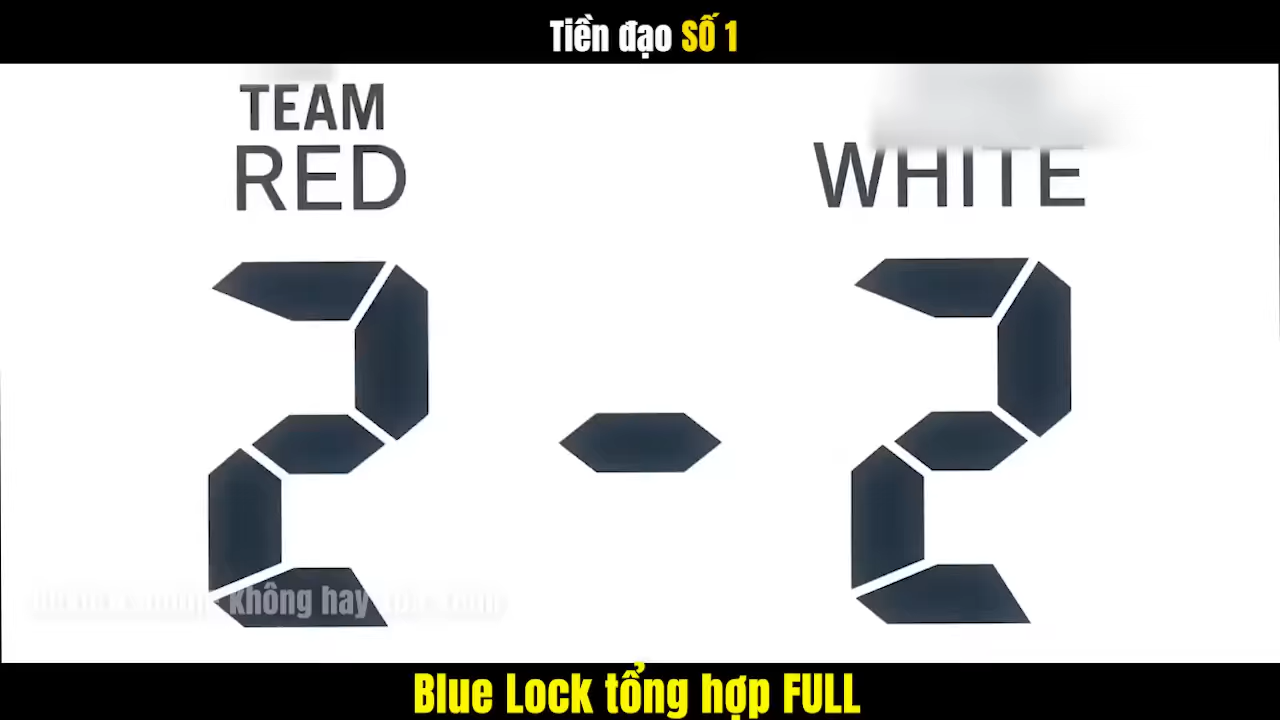 Tiền đạo Số 1
TEAM
RED
WHITE
2 - 2
không hay
Blue Lock tổng hợp FULL